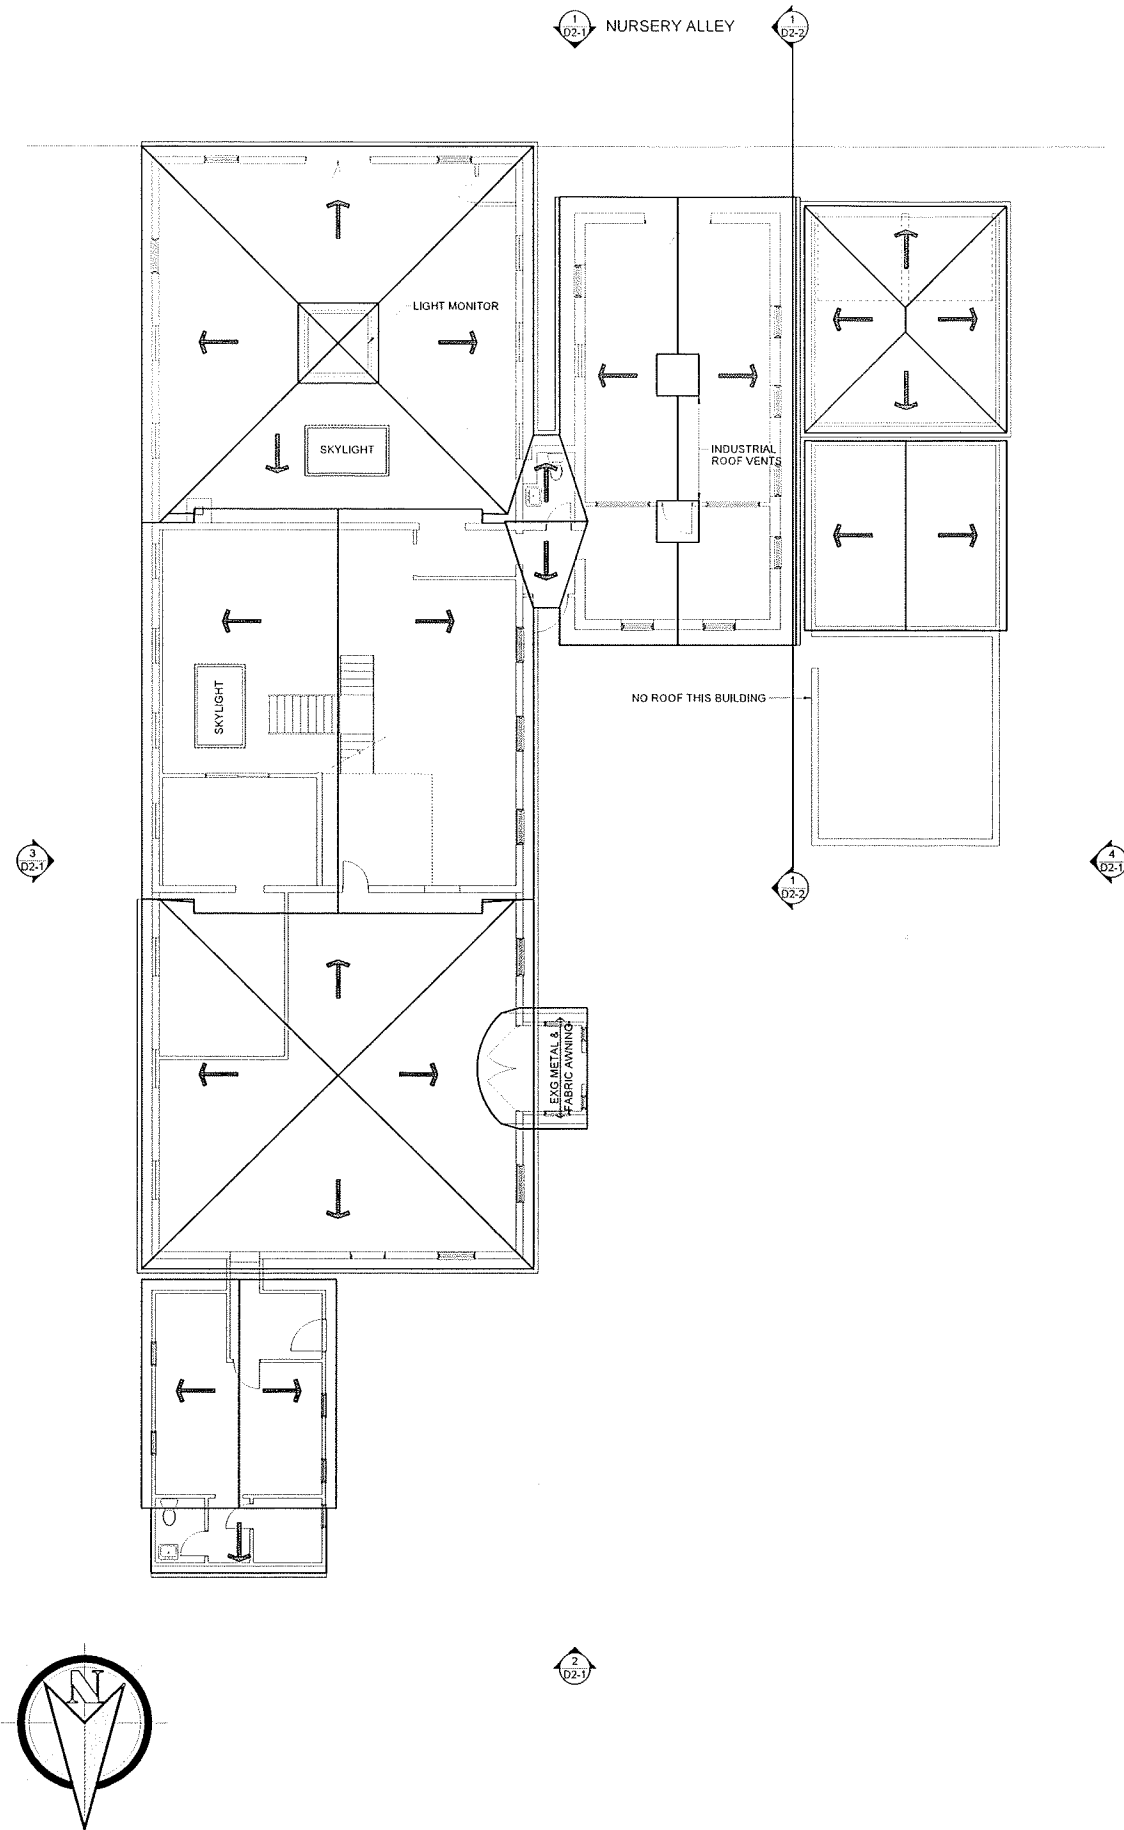 1
D2-1
NURSERY ALLEY
1
D2-2
LIGHT MONITOR
SKYLIGHT
INDUSTRIAL
ROOF VENTS
SKYLIGHT
NO ROOF THIS BUILDING
3
D2-1
4
D2-1
1
D2-2
EXG METAL &
FABRIC AWNING
2
D2-1
N